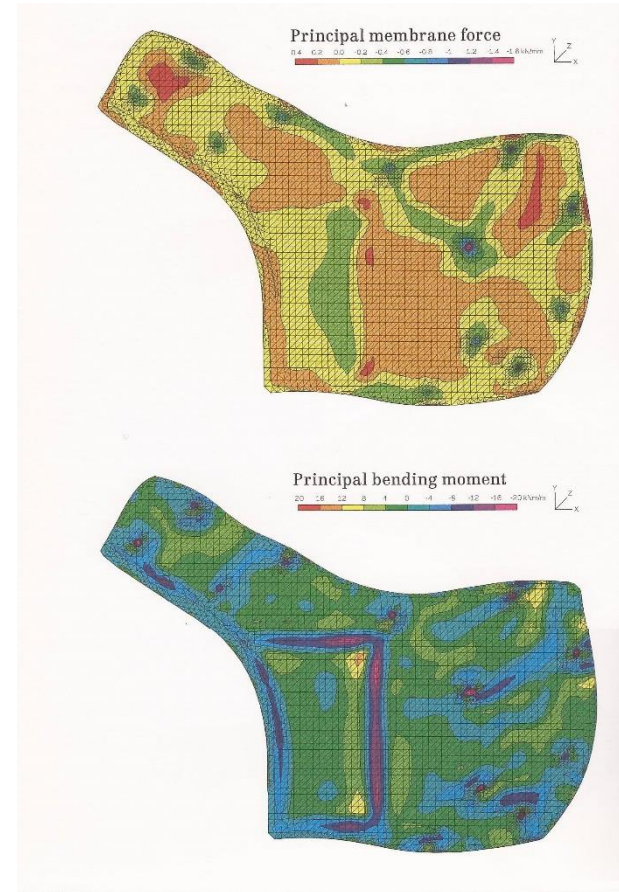 Principal membrane force
0.4 0.2 0.0 -0.2 -0.4 -0.6 -0.8 -1 -1.2 -1.4 -1.6 kN/mm
Y
Z
X
Principal bending moment
20 16 12 8 4 0 -4 -8 -12 -16 -20 kNm/m
Y
Z
X